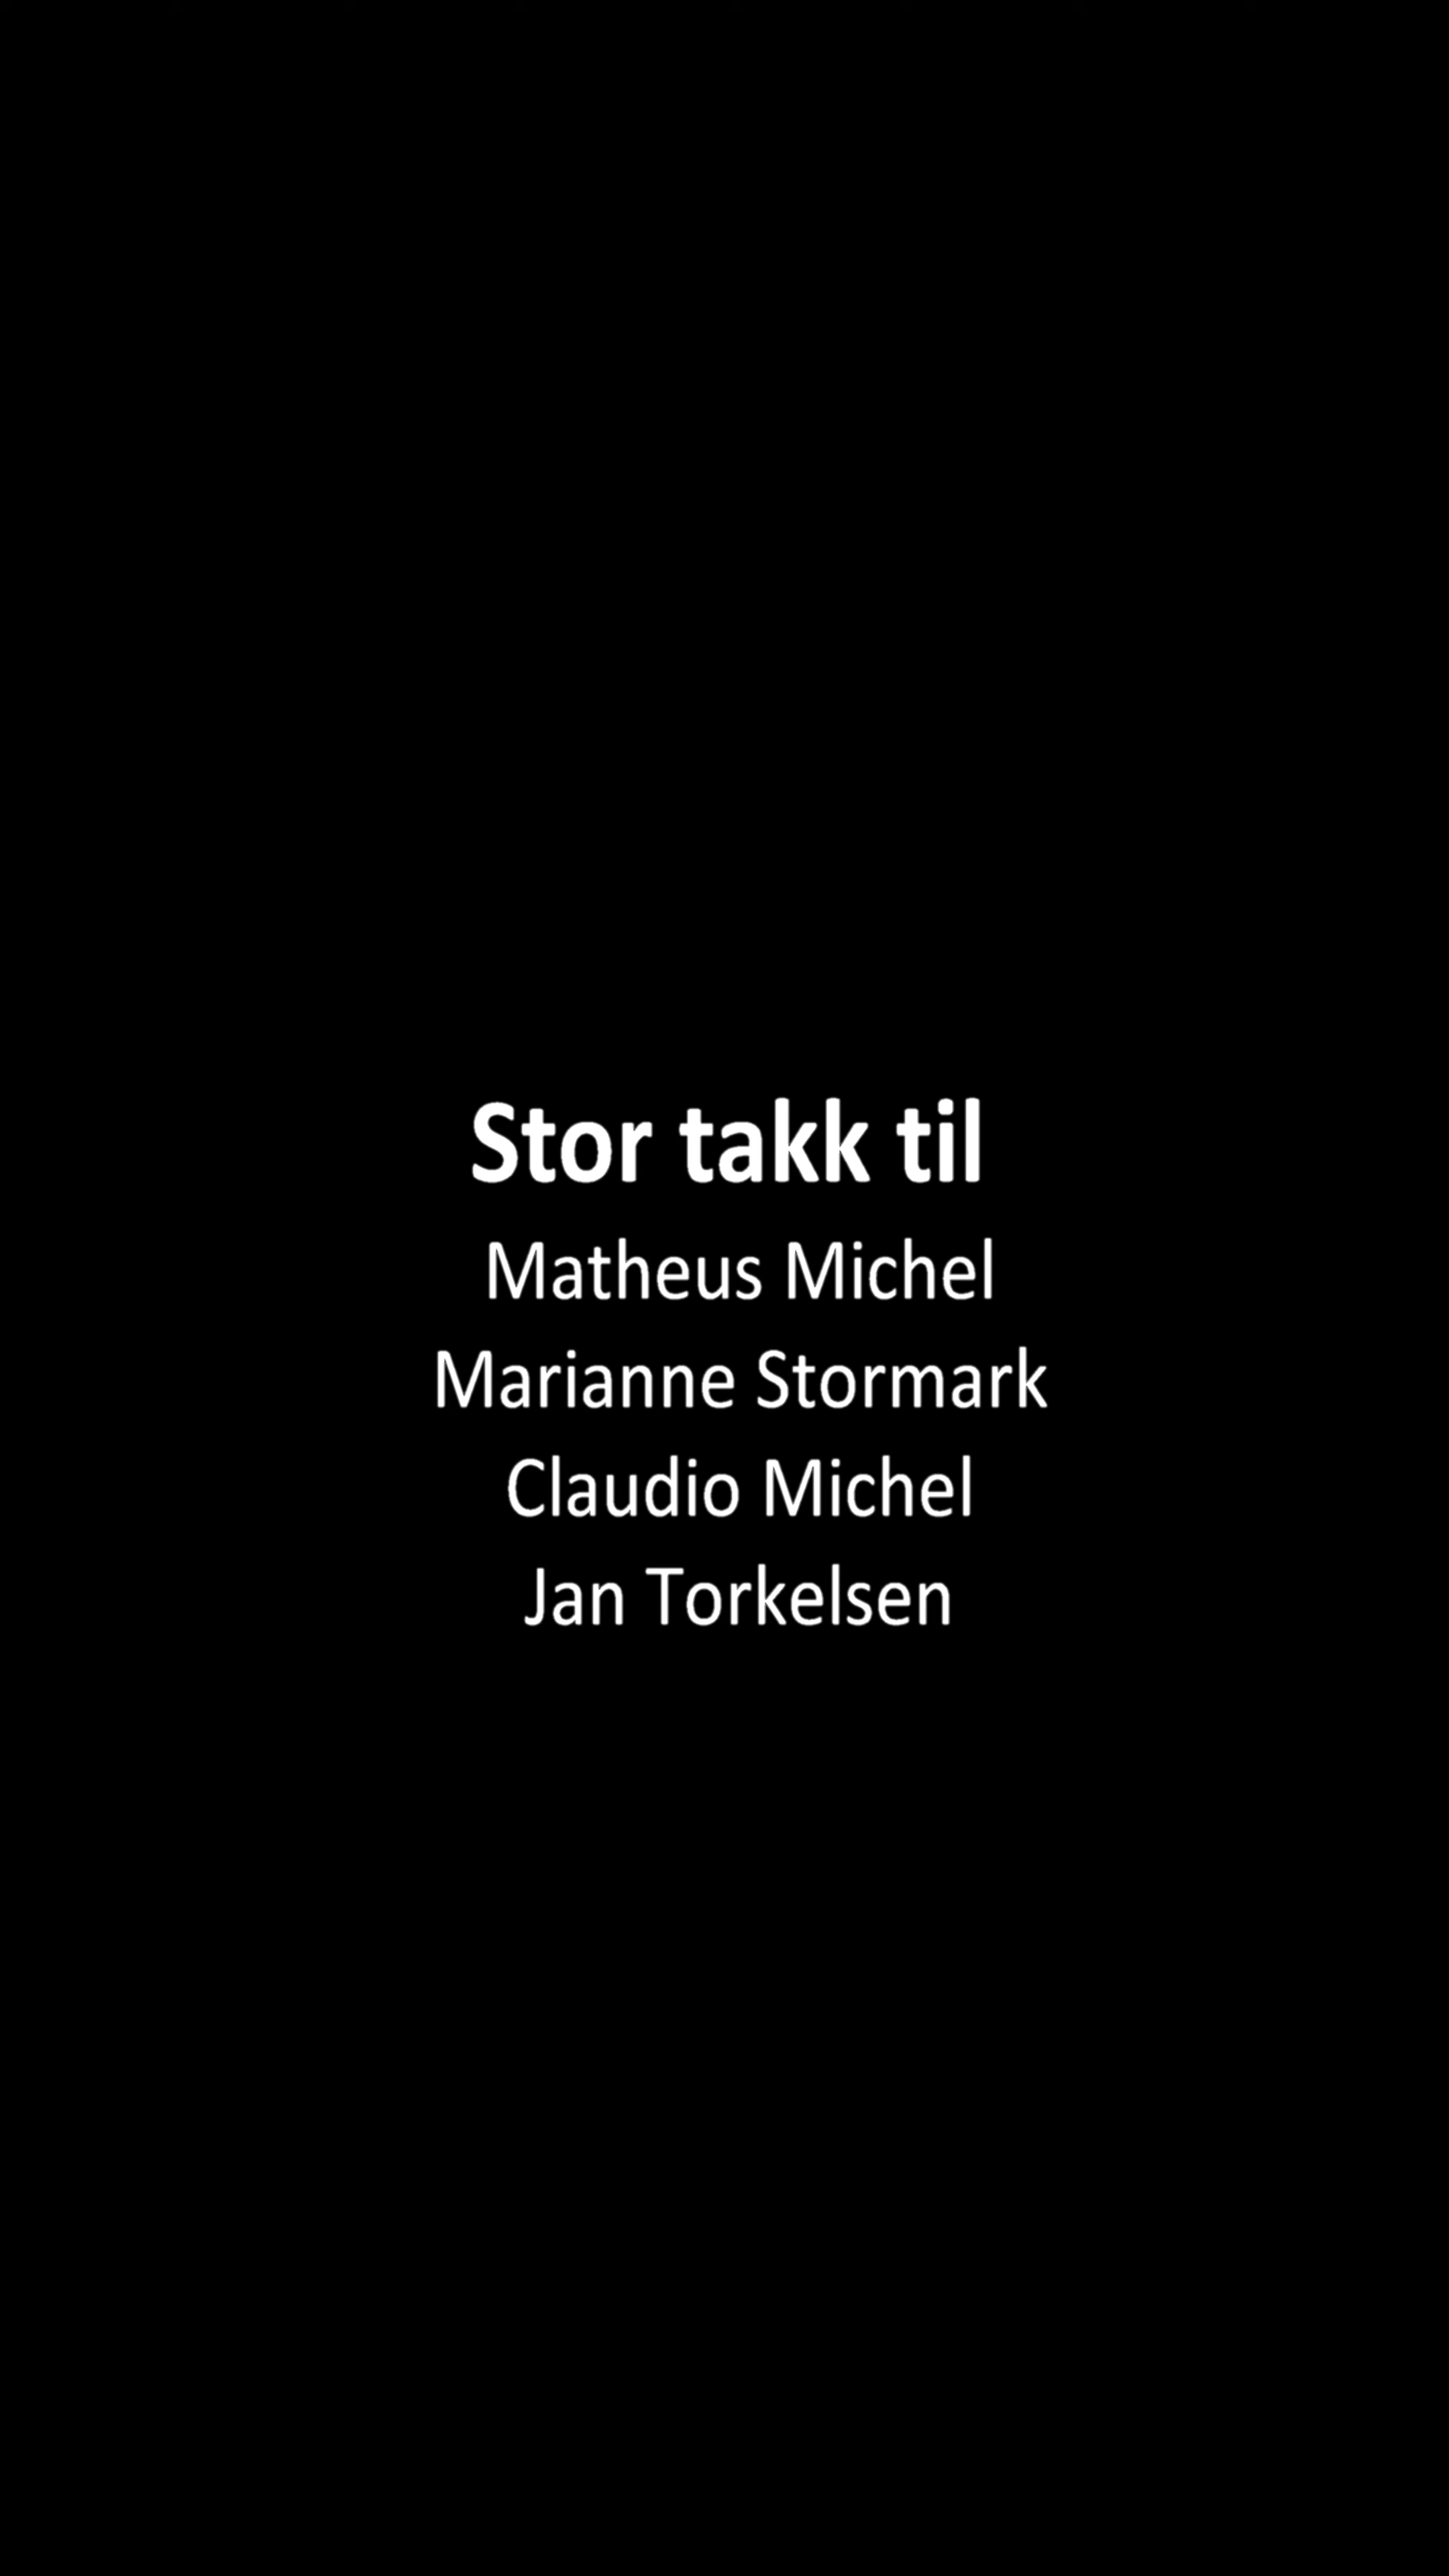 Stor takk til
Matheus Michel
Marianne Stormark
Claudio Michel
Jan Torkelsen